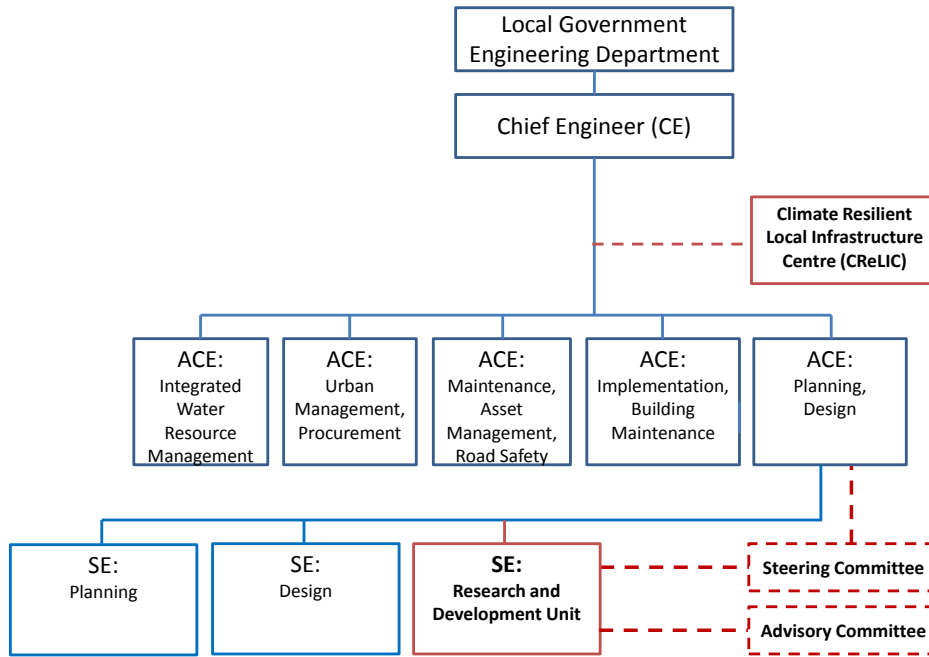 Local Government
Engineering Department
Chief Engineer (CE)
Climate Resilient
Local Infrastructure
Centre (CReLIC)
ACE:
Integrated
Water
Resource
Management
ACE:
Urban
Management,
Procurement
ACE:
Maintenance,
Asset
Management,
Road Safety
ACE:
Implementation,
Building
Maintenance
ACE:
Planning,
Design
SE:
Planning
SE:
Design
SE:
Research and
Development Unit
Steering Committee
Advisory Committee